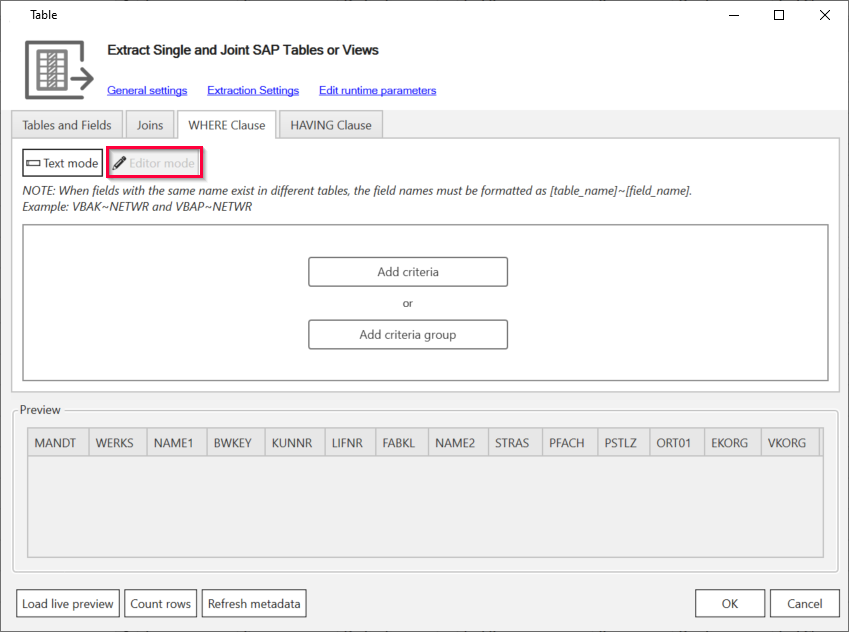 Table
Extract Single and Joint SAP Tables or Views
General settings Extraction Settings Edit runtime parameters
Tables and Fields Joins WHERE Clause HAVING Clause
Text mode Editor mode
NOTE: When fields with the same name exist in different tables, the field names must be formatted as [table_name]~[field_name].
Example: VBAK~NETWR and VBAP~NETWR
Add criteria
or
Add criteria group
Preview
MANDT WERKS NAME1 BWKEY KUNNR LIFNR FABKL NAME2 STRAS PFACH PSTLZ ORT01 EKORG VKORG
Load live preview Count rows Refresh metadata OK Cancel